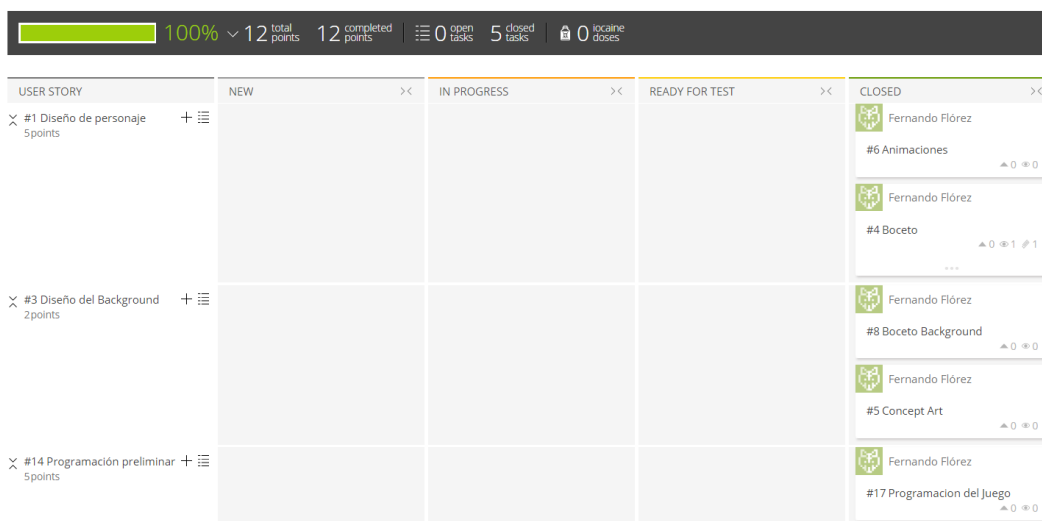 100% 12 total points 12 completed points 0 open tasks 5 closed tasks 0 iocaine doses
USER STORY NEW IN PROGRESS READY FOR TEST CLOSED
#1 Diseño de personaje
5points
Fernando Flórez
#6 Animaciones
0 0
Fernando Flórez
#4 Boceto
0 1 1
#3 Diseño del Background
2points
Fernando Flórez
#8 Boceto Background
0 0
Fernando Flórez
#5 Concept Art
0 0
#14 Programación preliminar
5points
Fernando Flórez
#17 Programacion del Juego
0 0